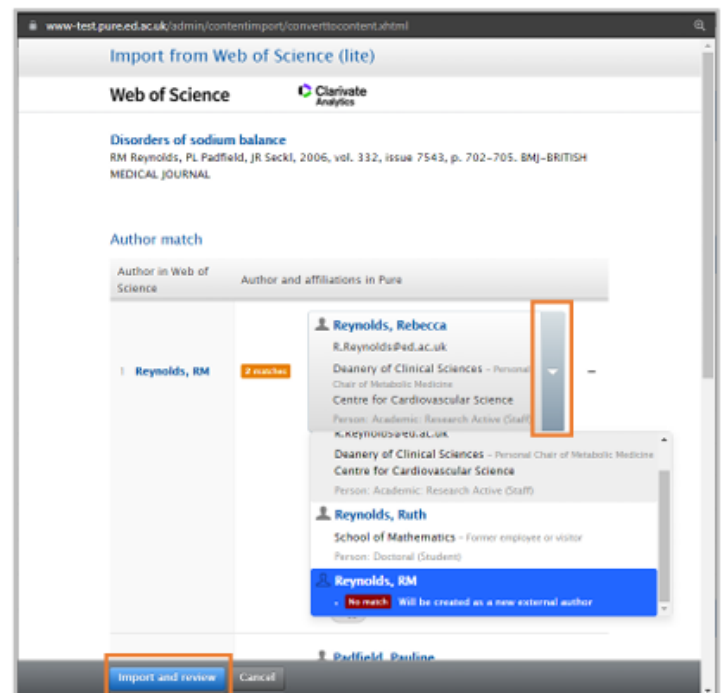 www-test.pure.ed.ac.uk/admin/contentimport/converttocontent.xhtml
Import from Web of Science (lite)
Web of Science
Clarivate
Analytics
Disorders of sodium balance
RM Reynolds, PL Padfield, JR Seckl, 2006, vol. 332, issue 7543, p. 702-705. BMJ-BRITISH
MEDICAL JOURNAL
Author match
Author in Web of
Science
Author and affiliations in Pure
1 Reynolds, RM
2 matches
Reynolds, Rebecca
R.Reynolds@ed.ac.uk
Deanery of Clinical Sciences - Personal
Chair of Metabolic Medicine
Centre for Cardiovascular Science
Person: Academic: Research Active (Staff)
R.Reynolds@ed.ac.uk
Deanery of Clinical Sciences - Personal Chair of Metabolic Medicine
Centre for Cardiovascular Science
Person: Academic: Research Active (Staff)
Reynolds, Ruth
School of Mathematics - Former employee or visitor
Person: Doctoral (Student)
Reynolds, RM
- No match Will be created as a new external author
Padfield, Pauline
Import and review
Cancel